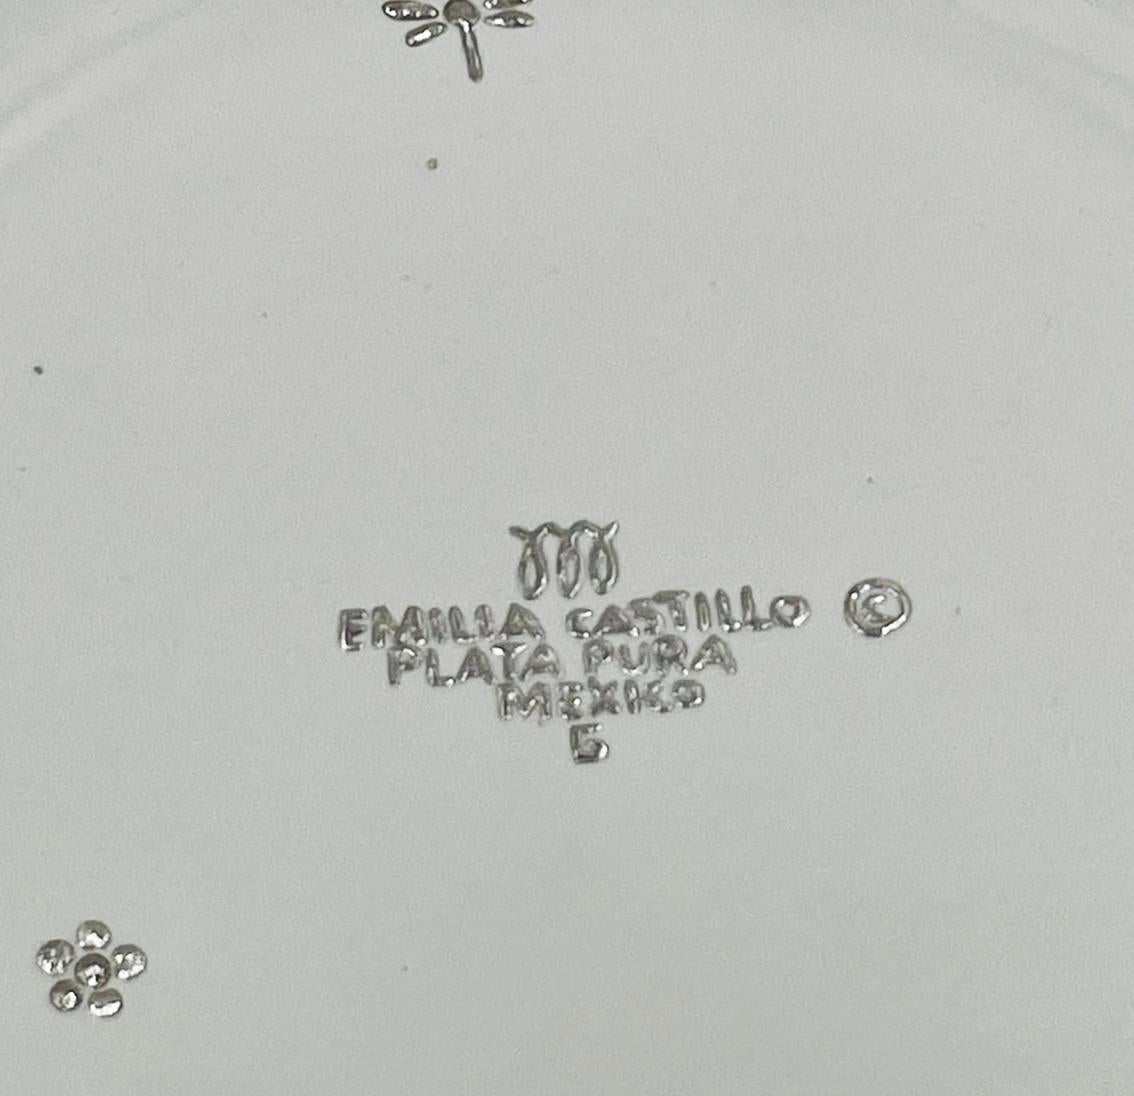 EMILIA CASTILLO ©
PLATA PURA
MEXICO
5